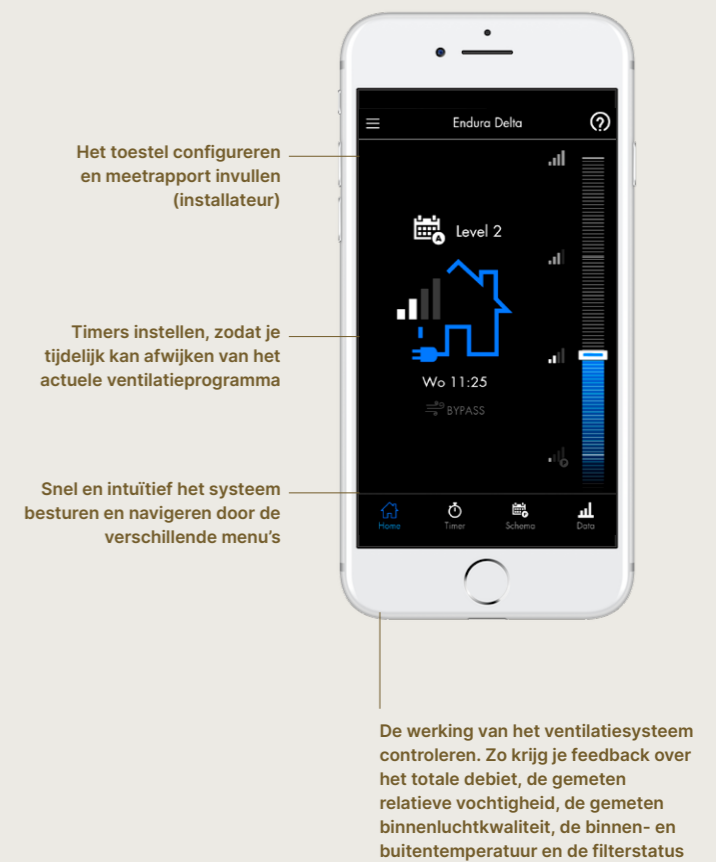 Endura Delta
Het toestel configureren
en meetrapport invullen
(installateur)
A
Level 2
Timers instellen, zodat je
tijdelijk kan afwijken van het
actuele ventilatieprogramma
Wo 11:25
BYPASS
Snel en intuïtief het systeem
besturen en navigeren door de
verschillende menu’s
Home
Timer
Schema
Data
De werking van het ventilatiesysteem
controleren. Zo krijg je feedback over
het totale debiet, de gemeten
relatieve vochtigheid, de gemeten
binnenluchtkwaliteit, de binnen- en
buitentemperatuur en de filterstatus